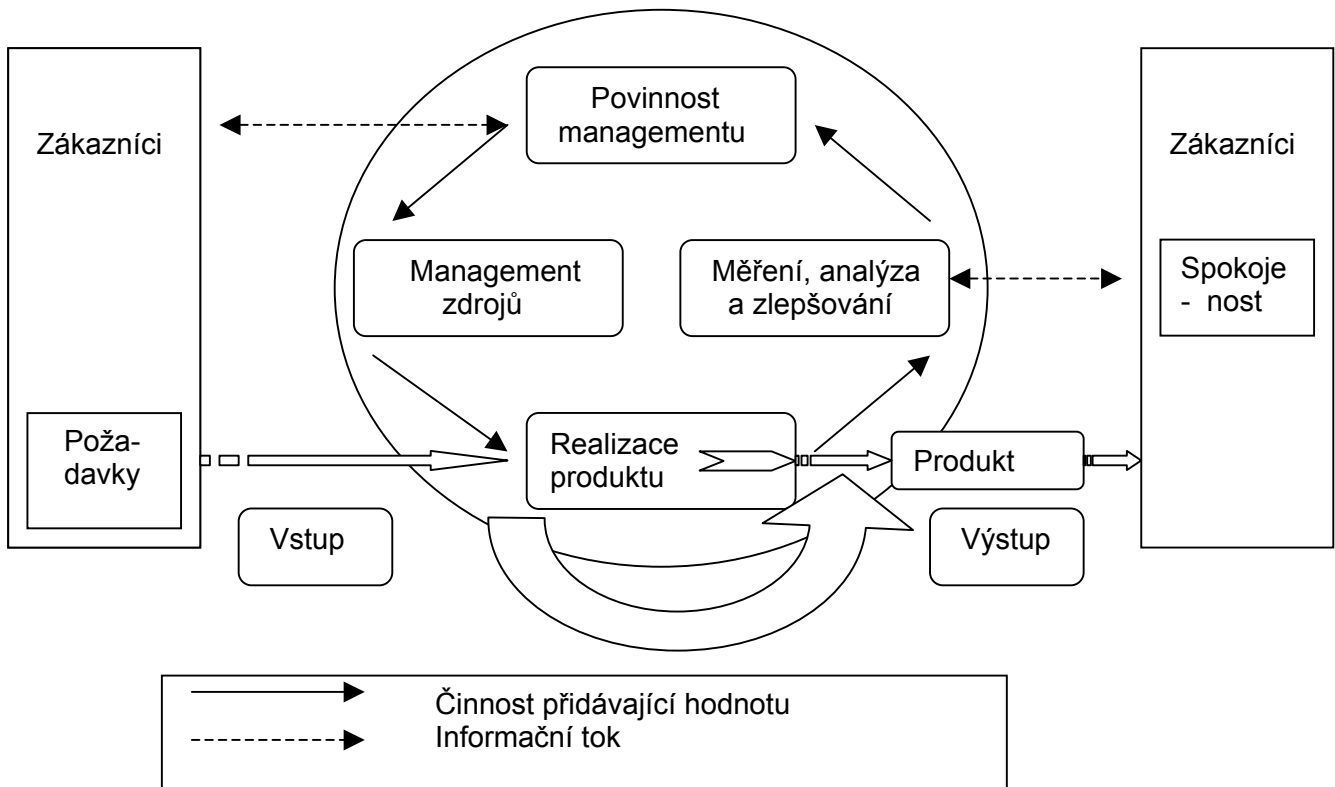 Zákazníci
Poža-
davky
Povinnost
managementu
Management
zdrojů
Měření, analýza
a zlepšování
Realizace
produktu
Produkt
Vstup
Výstup
Zákazníci
Spokoje
- nost
Činnost přidávající hodnotu
Informační tok